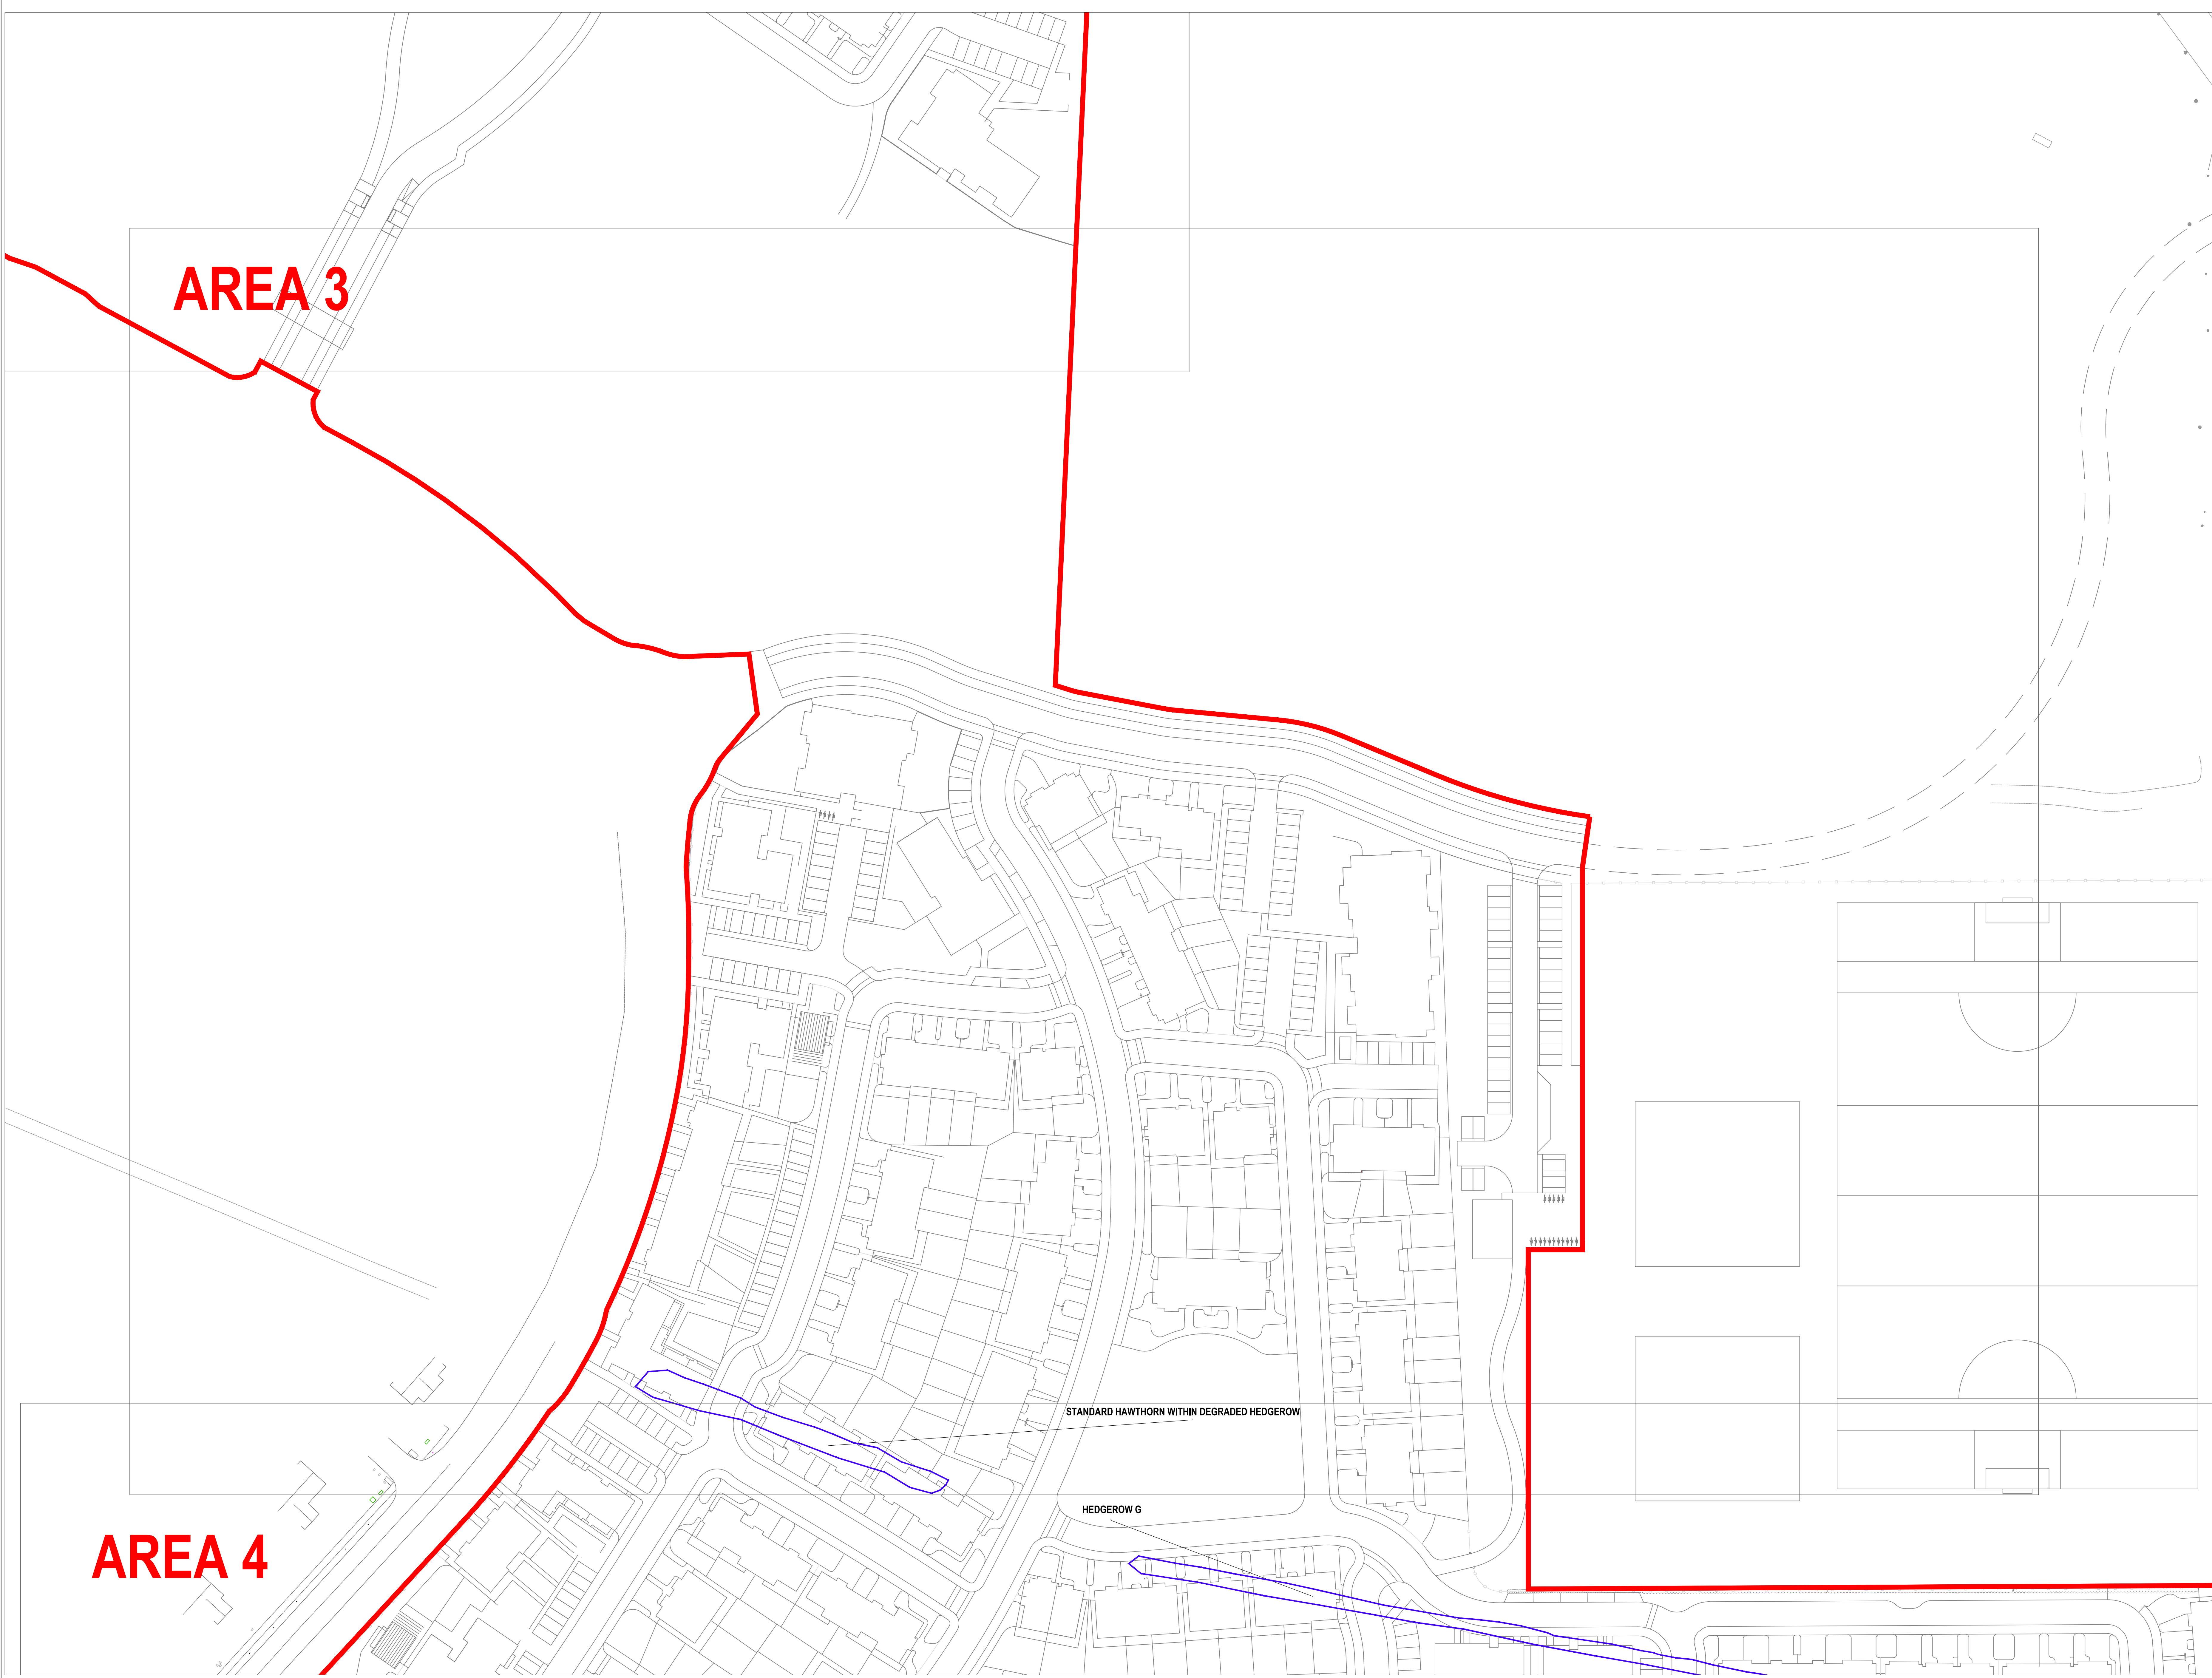 AREA 3
STANDARD HAWTHORN WITHIN DEGRADED HEDGEROW
HEDGEROW G
AREA 4